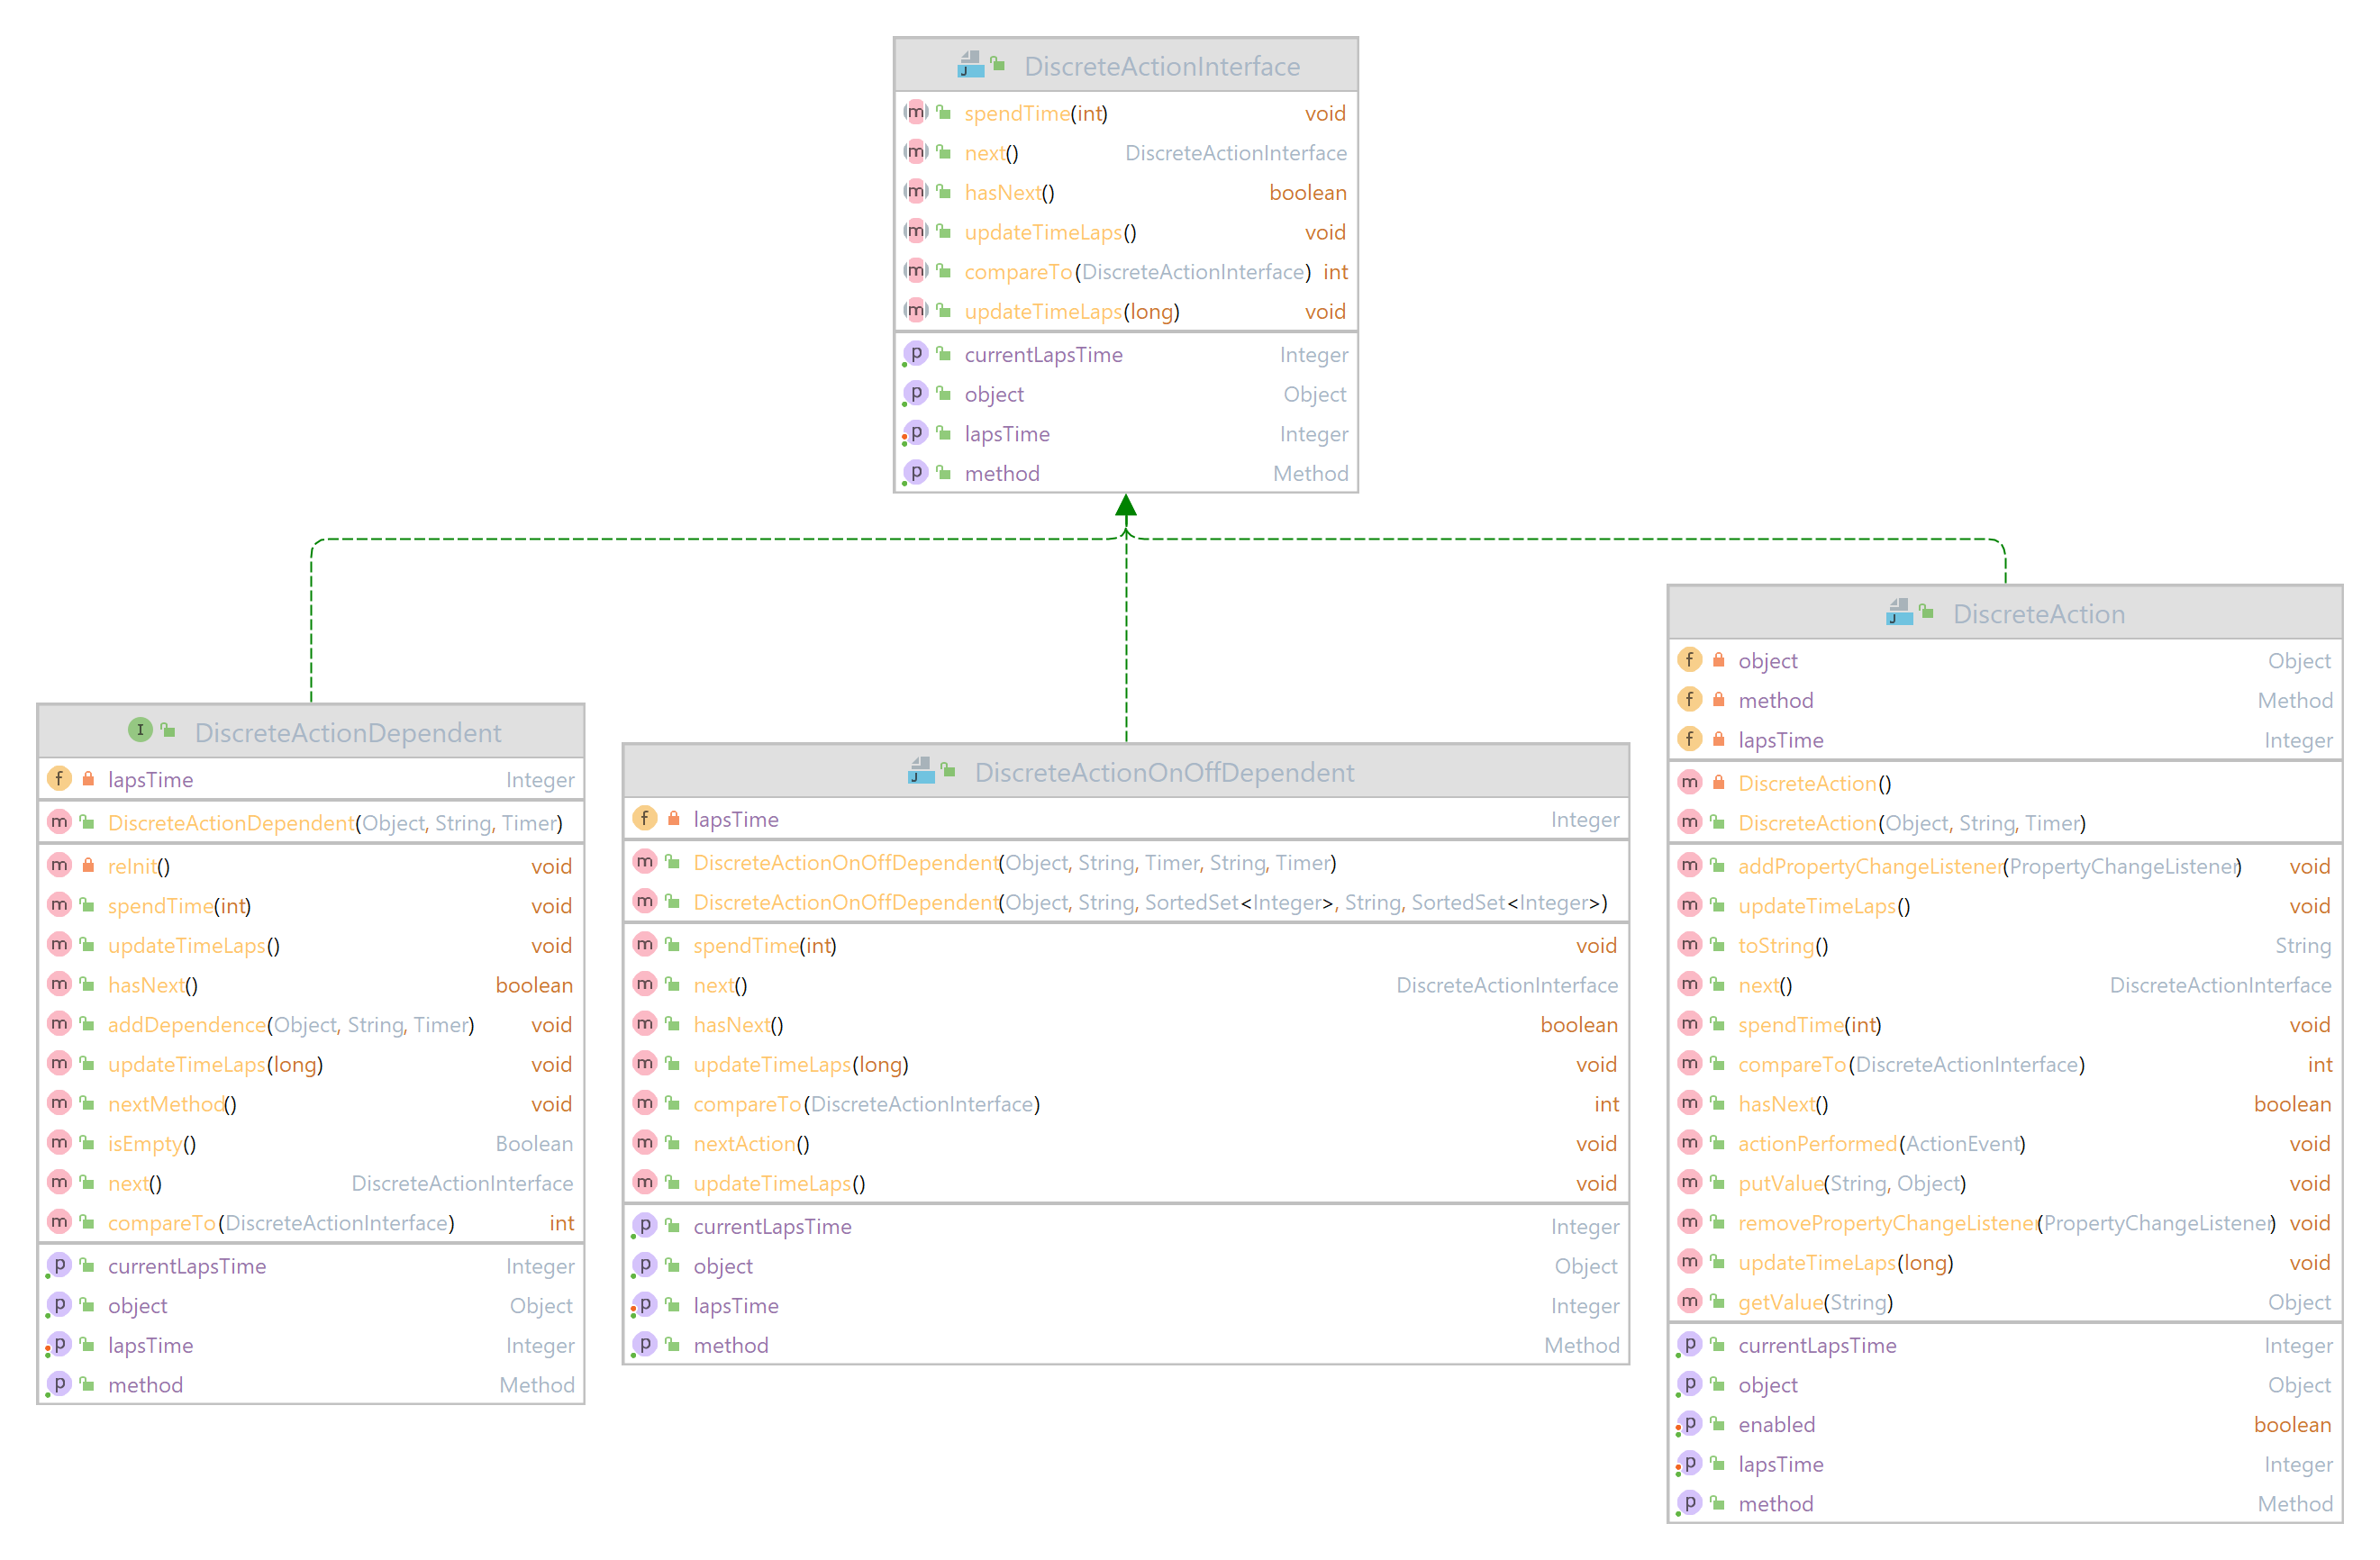 DiscreteActionInterface
spendTime(int) void
next() DiscreteActionInterface
hasNext() boolean
updateTimeLaps() void
compareTo(DiscreteActionInterface) int
updateTimeLaps(long) void
currentLapsTime Integer
object Object
lapsTime Integer
method Method
DiscreteActionDependent
lapsTime Integer
DiscreteActionDependent(Object, String, Timer)
reInit() void
spendTime(int) void
updateTimeLaps() void
hasNext() boolean
addDependence(Object, String, Timer) void
updateTimeLaps(long) void
nextMethod() void
isEmpty() Boolean
next() DiscreteActionInterface
compareTo(DiscreteActionInterface) int
currentLapsTime Integer
object Object
lapsTime Integer
method Method
DiscreteActionOnOffDependent
lapsTime Integer
DiscreteActionOnOffDependent(Object, String, Timer, String, Timer)
DiscreteActionOnOffDependent(Object, String, SortedSet<Integer>, String, SortedSet<Integer>)
spendTime(int) void
next() DiscreteActionInterface
hasNext() boolean
updateTimeLaps(long) void
compareTo(DiscreteActionInterface) int
nextAction() void
updateTimeLaps() void
currentLapsTime Integer
object Object
lapsTime Integer
method Method
DiscreteAction
object Object
method Method
lapsTime Integer
DiscreteAction()
DiscreteAction(Object, String, Timer)
addPropertyChangeListener(PropertyChangeListener) void
updateTimeLaps() void
toString() String
next() DiscreteActionInterface
spendTime(int) void
compareTo(DiscreteActionInterface) int
hasNext() boolean
actionPerformed(ActionEvent) void
putValue(String, Object) void
removePropertyChangeListener(PropertyChangeListener) void
updateTimeLaps(long) void
getValue(String) Object
currentLapsTime Integer
object Object
enabled boolean
lapsTime Integer
method Method